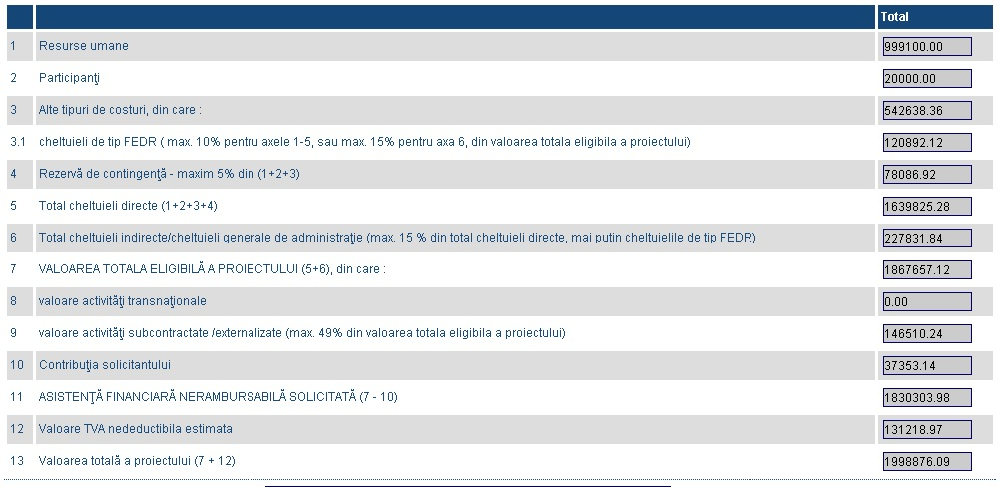 Total
1 Resurse umane 999100.00
2 Participanţi 20000.00
3 Alte tipuri de costuri, din care : 542638.36
3.1 cheltuieli de tip FEDR ( max. 10% pentru axele 1-5, sau max. 15% pentru axa 6, din valoarea totala eligibila a proiectului) 120892.12
4 Rezervă de contingenţă - maxim 5% din (1+2+3) 78086.92
5 Total cheltuieli directe (1+2+3+4) 1639825.28
6 Total cheltuieli indirecte/cheltuieli generale de administraţie (max. 15 % din total cheltuieli directe, mai putin cheltuielile de tip FEDR) 227831.84
7 VALOAREA TOTALA ELIGIBILĂ A PROIECTULUI (5+6), din care : 1867657.12
8 valoare activităţi transnaţionale 0.00
9 valoare activităţi subcontractate /externalizate (max. 49% din valoarea totala eligibila a proiectului) 146510.24
10 Contribuţia solicitantului 37353.14
11 ASISTENŢĂ FINANCIARĂ NERAMBURSABILĂ SOLICITATĂ (7 - 10) 1830303.98
12 Valoare TVA nedeductibila estimata 131218.97
13 Valoarea totală a proiectului (7 + 12) 1998876.09